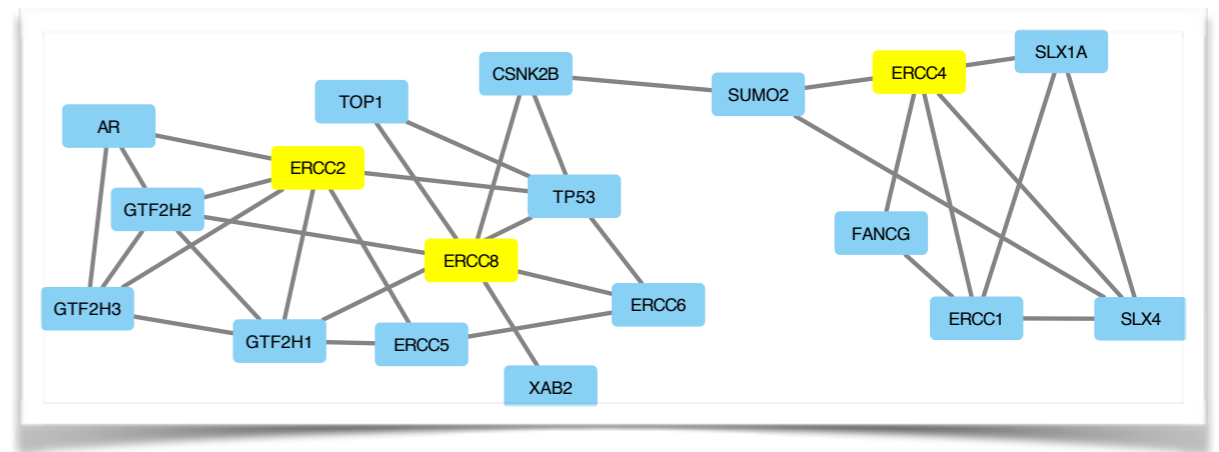 SLX1A
CSNK2B
ERCC4
SUMO2
TOP1
AR
ERCC2
TP53
GTF2H2
FANCG
ERCC8
ERCC6
GTF2H3
ERCC1
SLX4
GTF2H1
ERCC5
XAB2